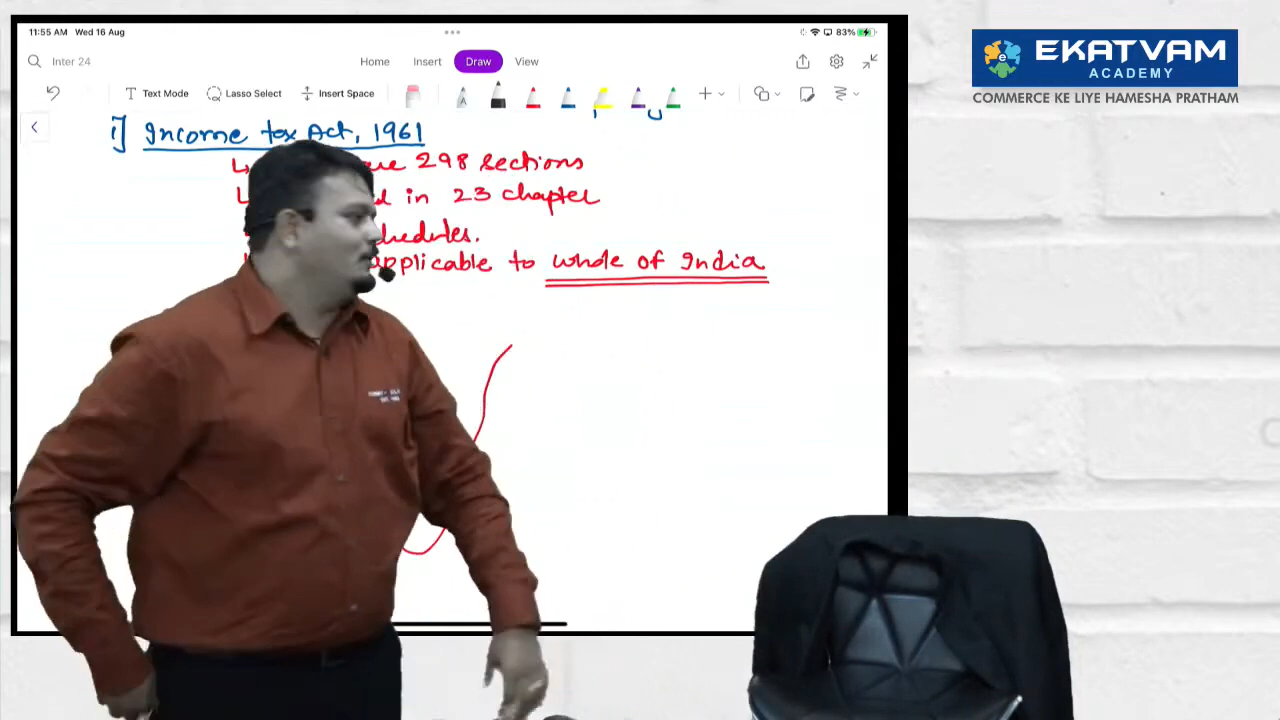 11:55 AM Wed 16 Aug
83%
Inter 24
Home Insert Draw View
Text Mode Lasso Select Insert Space
i] Income tax Act, 1961
298 sections
in 23 chapter
applicable to whole of India
EKATVAM
ACADEMY
COMMERCE KE LIYE HAMESHA PRATHAM